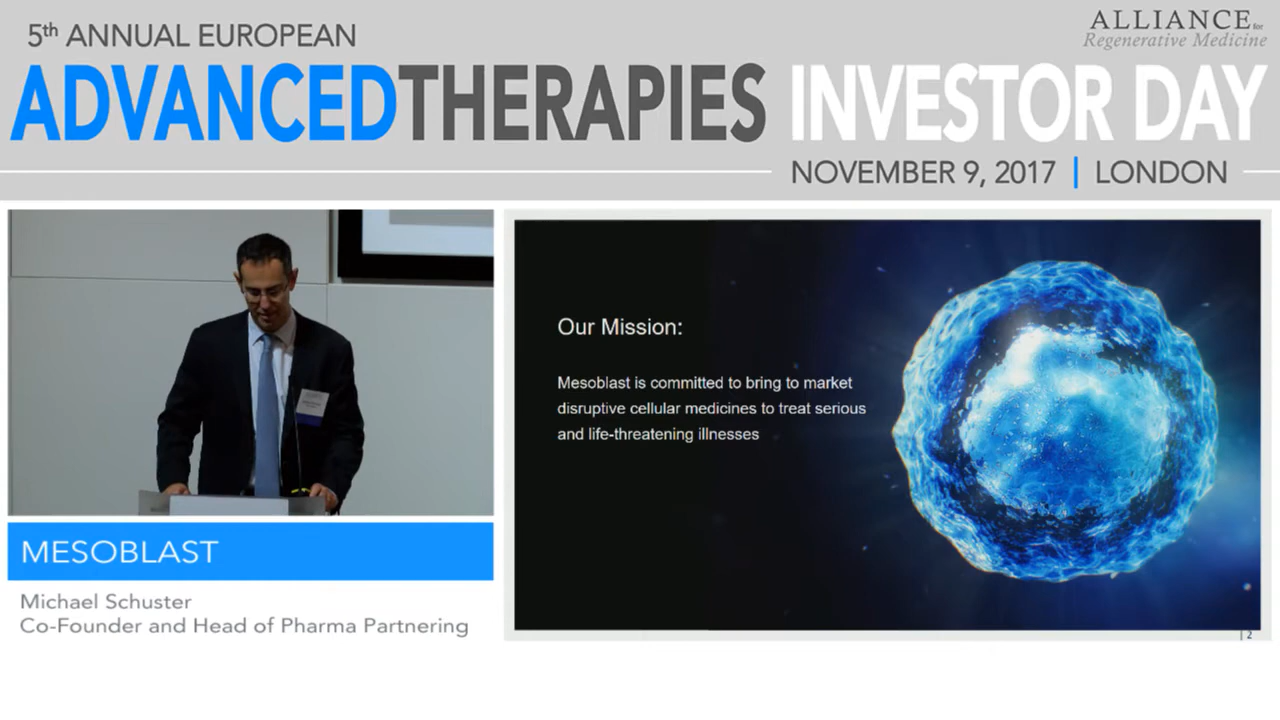 5th ANNUAL EUROPEAN
ALLIANCE for
Regenerative Medicine
ADVANCEDTHERAPIES INVESTOR DAY
NOVEMBER 9, 2017 | LONDON
Our Mission:
Mesoblast is committed to bring to market
disruptive cellular medicines to treat serious
and life-threatening illnesses
MESOBLAST
Michael Schuster
Co-Founder and Head of Pharma Partnering
2